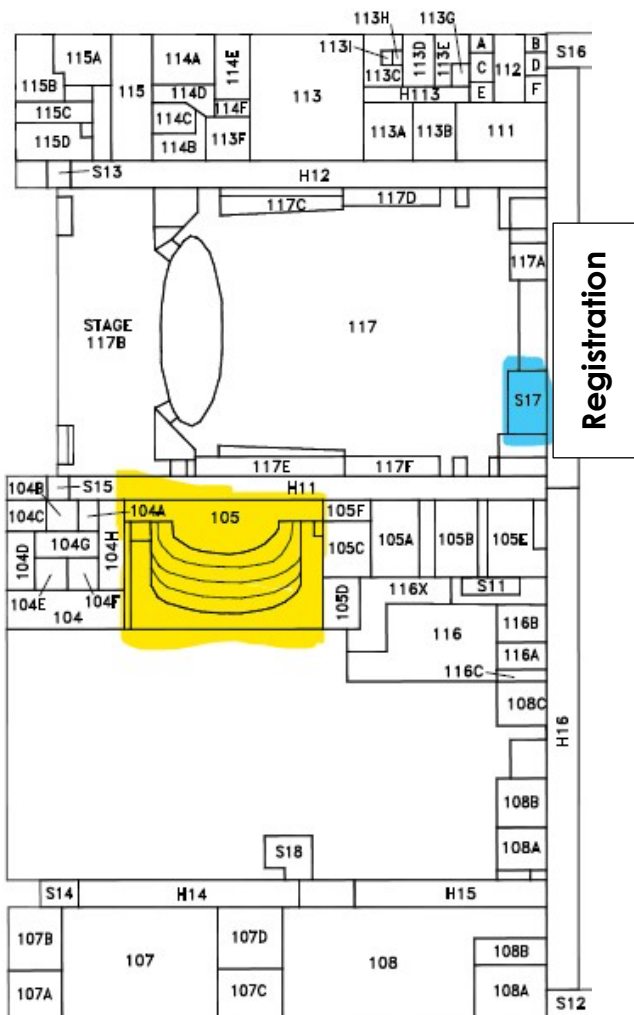 113H
113G
113I
115A
114A
114E
113D
113E
A
B
S16
115B
115
113
113C
C
112
D
114D
H113
E
F
115C
114F
114C
115D
113F
113A
113B
111
114B
S13
H12
117C
117D
117A
Registration
STAGE
117B
117
S17
117E
117F
104B
S15
H11
104C
104A
105
105F
104D
104G
104H
105C
105A
105B
105E
104E
104F
105D
116X
S11
104
116
116B
116A
116C
108C
H16
108B
S18
108A
S14
H14
H15
107B
107D
107
108
108B
107A
107C
108A
S12